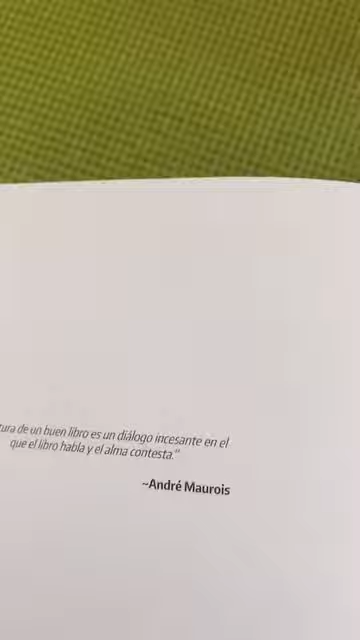 de un buen libro es un diálogo incesante en el
que el libro habla y el alma contesta."
~André Maurois